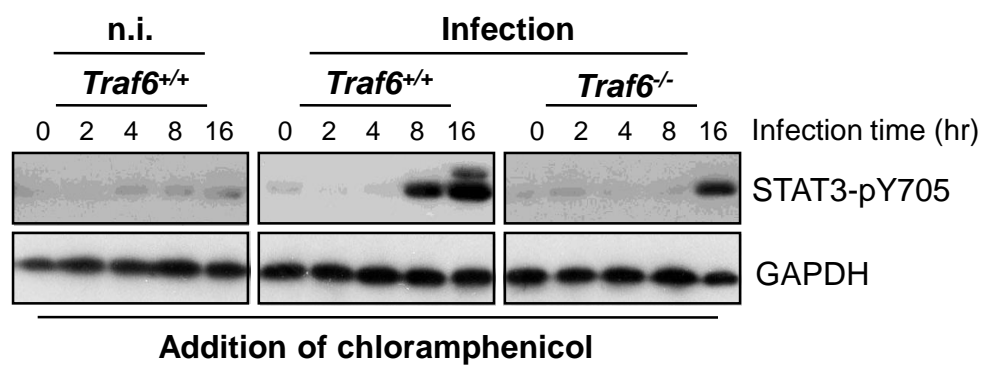 n.i. Infection
Traf6+/+ Traf6+/+ Traf6-/-
0 2 4 8 16 0 2 4 8 16 0 2 4 8 16 Infection time (hr)
STAT3-pY705
GAPDH
Addition of chloramphenicol